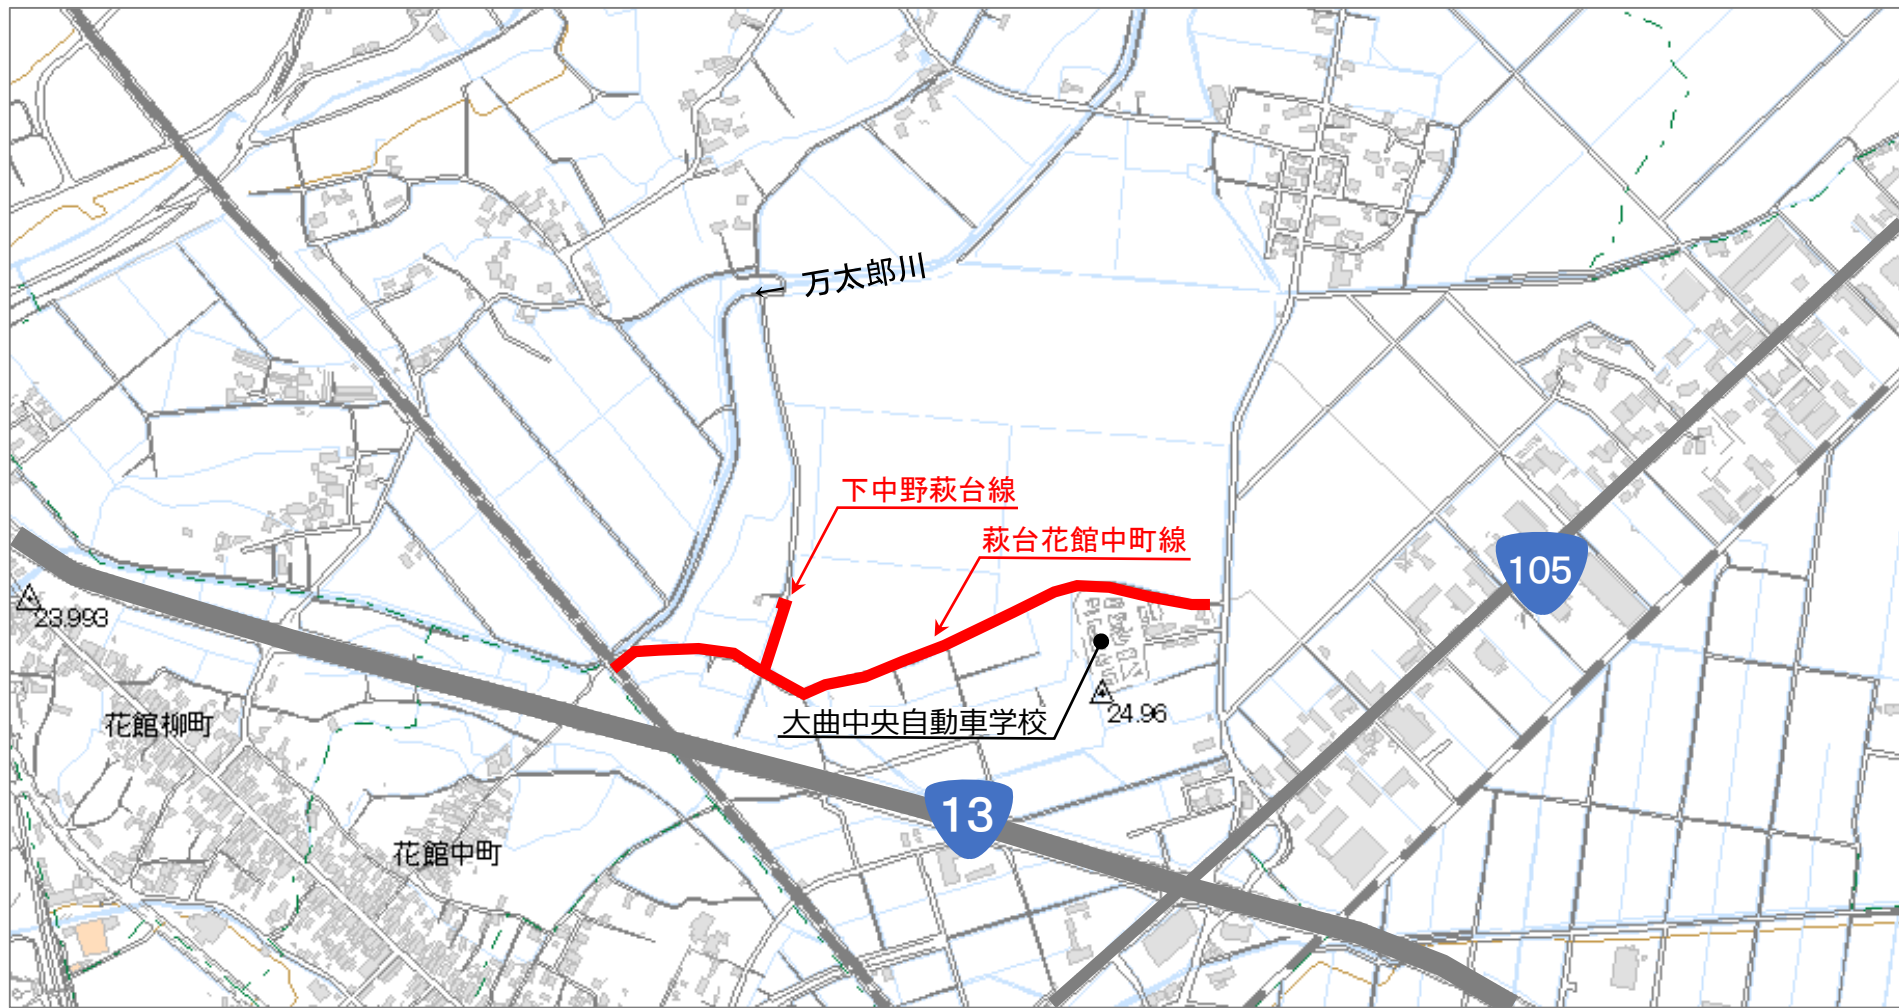 万太郎川
下中野萩台線
萩台花館中町線
105
23.993
24.96
花館柳町
大曲中央自動車学校
13
花館中町